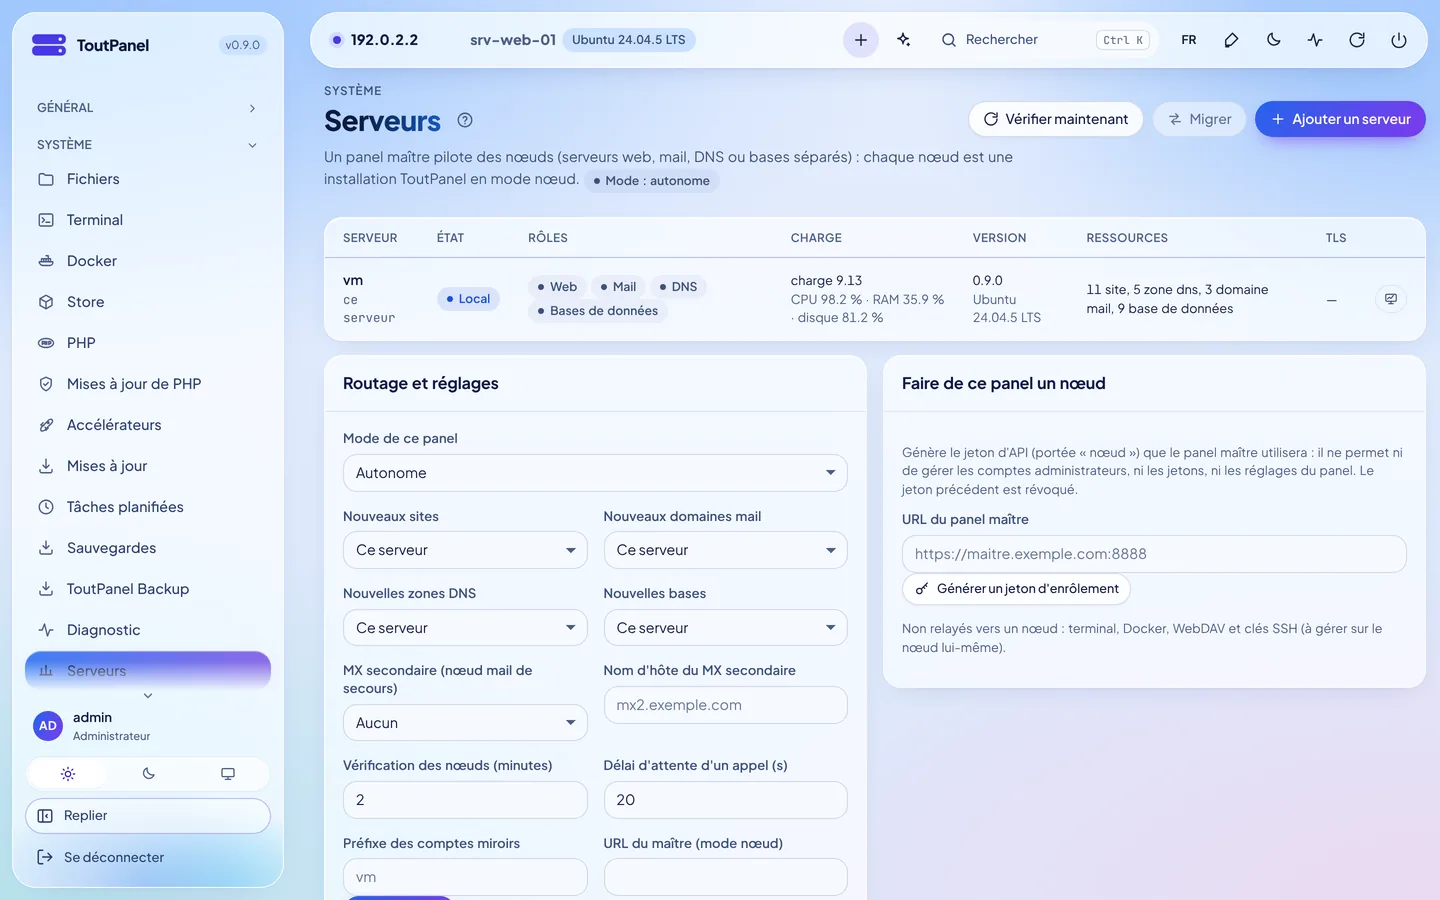 ToutPanel
v0.9.0
GÉNÉRAL
SYSTÈME
Fichiers
Terminal
Docker
Store
PHP
Mises à jour de PHP
Accélérateurs
Mises à jour
Tâches planifiées
Sauvegardes
ToutPanel Backup
Diagnostic
Serveurs
AD
admin
Administrateur
Replier
Se déconnecter
192.0.2.2
srv-web-01
Ubuntu 24.04.5 LTS
Rechercher
Ctrl K
FR
SYSTÈME
Serveurs
Vérifier maintenant
Migrer
Ajouter un serveur
Un panel maître pilote des nœuds (serveurs web, mail, DNS ou bases séparés) : chaque nœud est une
installation ToutPanel en mode nœud.
Mode : autonome
SERVEUR ÉTAT RÔLES CHARGE VERSION RESSOURCES TLS
vm
ce
serveur
Local
Web Mail DNS
Bases de données
charge 9.13
CPU 98.2 % · RAM 35.9 %
· disque 81.2 %
0.9.0
Ubuntu
24.04.5 LTS
11 site, 5 zone dns, 3 domaine
mail, 9 base de données
—
Routage et réglages
Mode de ce panel
Autonome
Nouveaux sites
Ce serveur
Nouveaux domaines mail
Ce serveur
Nouvelles zones DNS
Ce serveur
Nouvelles bases
Ce serveur
MX secondaire (nœud mail de
secours)
Aucun
Nom d'hôte du MX secondaire
mx2.exemple.com
Vérification des nœuds (minutes)
2
Délai d'attente d'un appel (s)
20
Préfixe des comptes miroirs
vm
URL du maître (mode nœud)
Faire de ce panel un nœud
Génère le jeton d'API (portée « nœud ») que le panel maître utilisera : il ne permet ni
de gérer les comptes administrateurs, ni les jetons, ni les réglages du panel. Le
jeton précédent est révoqué.
URL du panel maître
https://maitre.exemple.com:8888
Générer un jeton d'enrôlement
Non relayés vers un nœud : terminal, Docker, WebDAV et clés SSH (à gérer sur le
nœud lui-même).